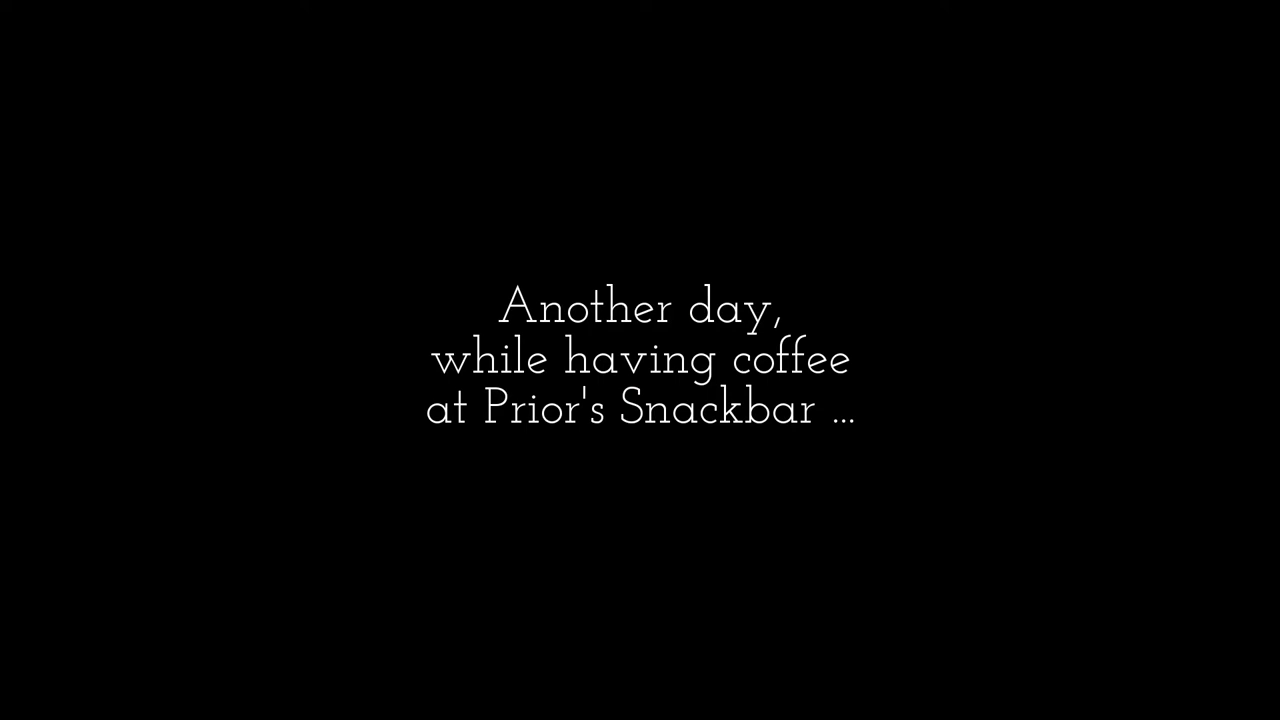 Another day,
while having coffee
at Prior's Snackbar ...